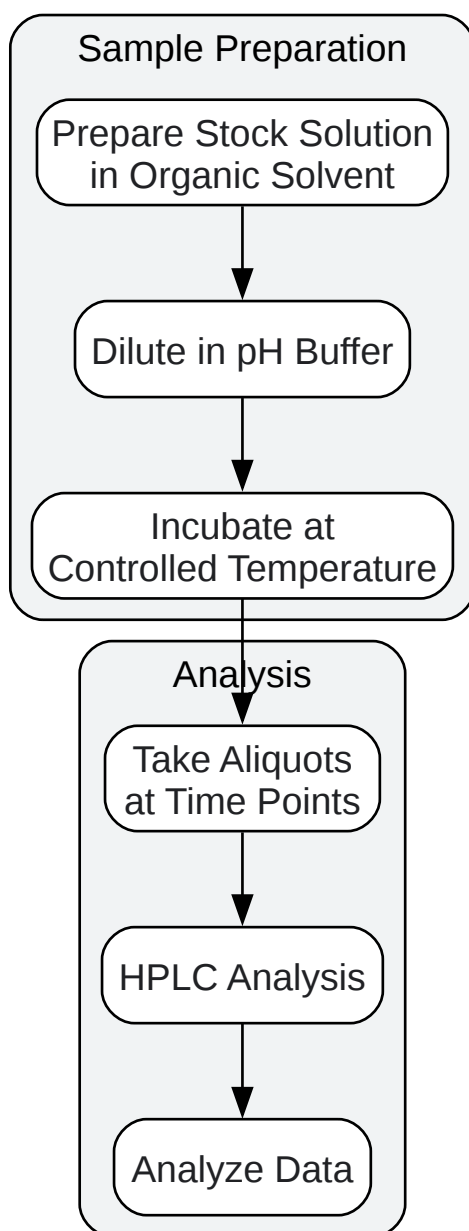 Sample Preparation
Prepare Stock Solution
in Organic Solvent
Dilute in pH Buffer
Incubate at
Controlled Temperature
Analysis
Take Aliquots
at Time Points
HPLC Analysis
Analyze Data